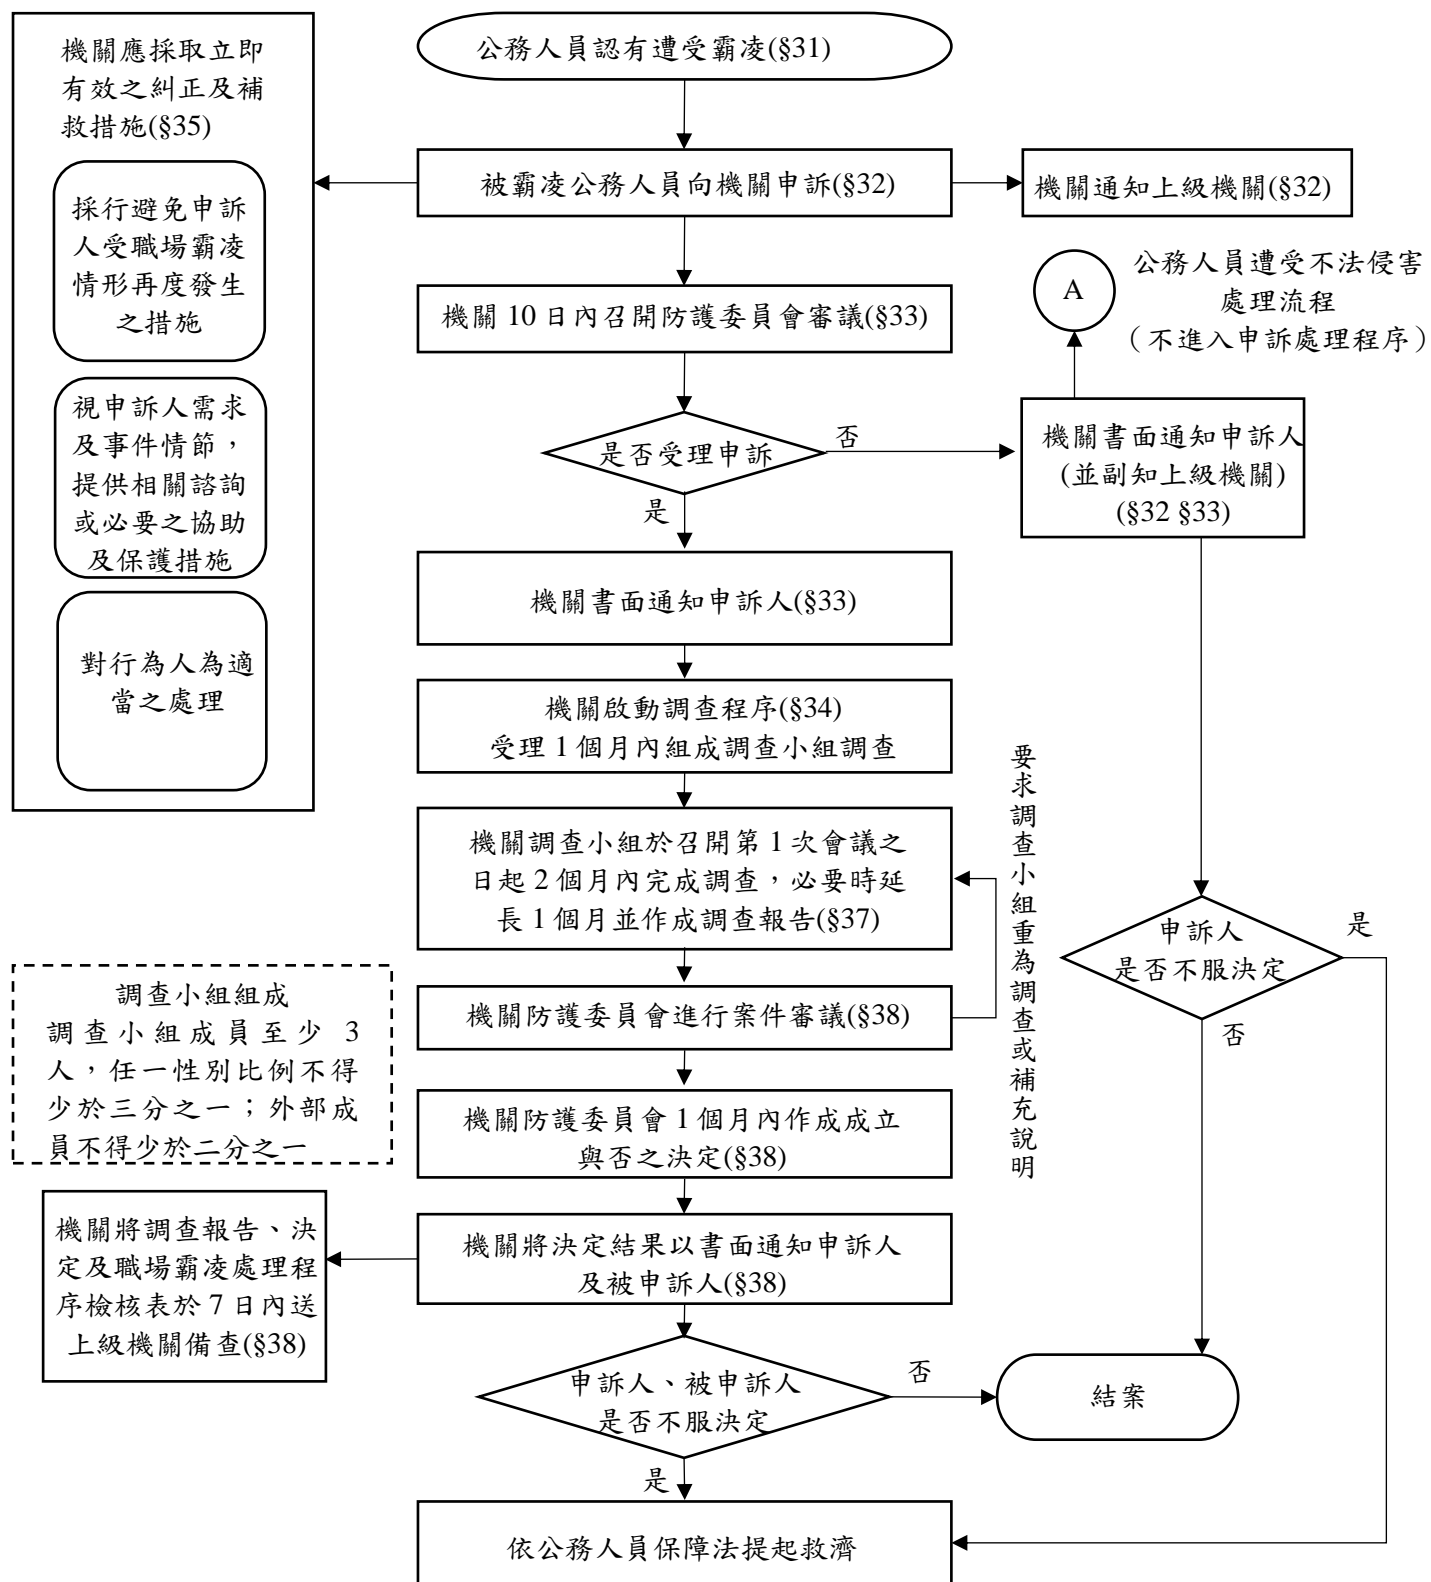 機關應採取立即
有效之糾正及補
救措施(§35)
採行避免申訴
人受職場霸凌
情形再度發生
之措施
視申訴人需求
及事件情節，
提供相關諮詢
或必要之協助
及保護措施
對行為人為適
當之處理
公務人員認有遭受霸凌(§31)
被霸凌公務人員向機關申訴(§32)
機關通知上級機關(§32)
機關 10 日內召開防護委員會審議(§33)
A
公務人員遭受不法侵害
處理流程
（不進入申訴處理程序）
是否受理申訴
否
是
機關書面通知申訴人
(並副知上級機關)
(§32 §33)
機關書面通知申訴人(§33)
機關啟動調查程序(§34)
受理 1 個月內組成調查小組調查
機關調查小組於召開第 1 次會議之
日起 2 個月內完成調查，必要時延
長 1 個月並作成調查報告(§37)
要求調查小組重為調查或補充說明
申訴人
是否不服決定
是
否
調查小組組成
調查小組成員至少 3
人，任一性別比例不得
少於三分之一；外部成
員不得少於二分之一
機關防護委員會進行案件審議(§38)
機關防護委員會 1 個月內作成成立
與否之決定(§38)
機關將決定結果以書面通知申訴人
及被申訴人(§38)
機關將調查報告、決
定及職場霸凌處理程
序檢核表於 7 日內送
上級機關備查(§38)
申訴人、被申訴人
是否不服決定
否
結案
是
依公務人員保障法提起救濟